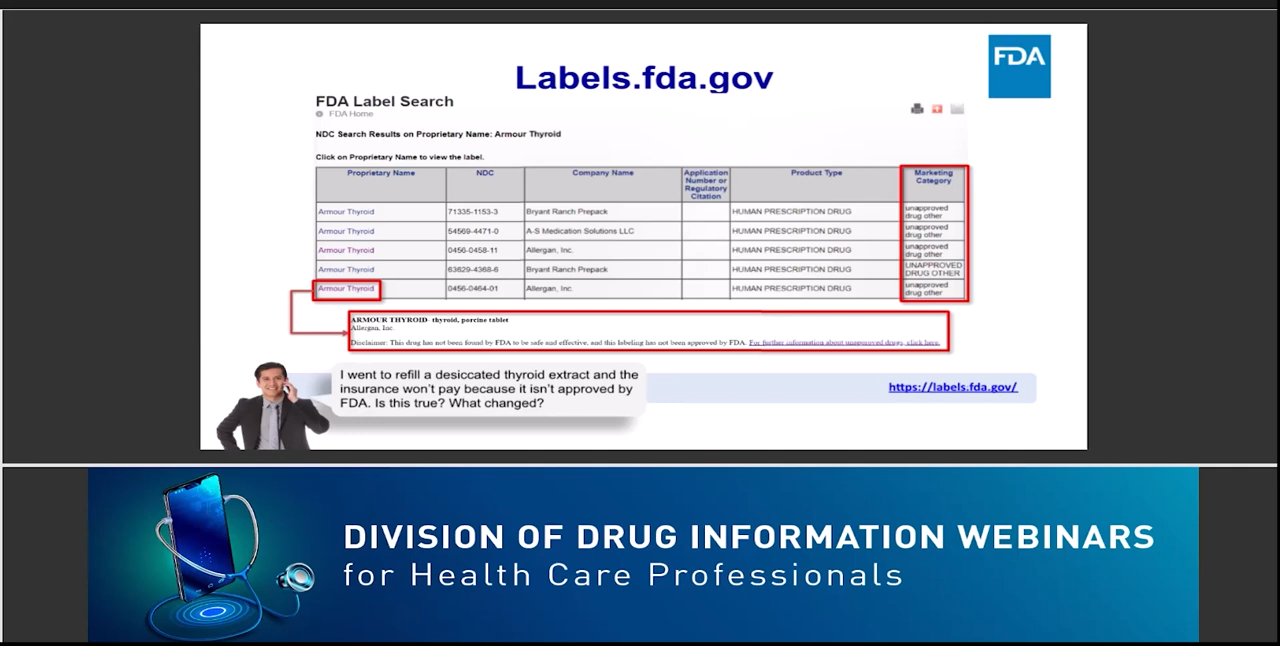 FDA
Labels.fda.gov
FDA Label Search
FDA Home
NDC Search Results on Proprietary Name: Armour Thyroid
Click on Proprietary Name to view the label.
Proprietary Name NDC Company Name Application Number or Regulatory Citation Product Type Marketing Category
Armour Thyroid 71335-1153-3 Bryant Ranch Prepack HUMAN PRESCRIPTION DRUG unapproved drug other
Armour Thyroid 54569-4471-0 A-S Medication Solutions LLC HUMAN PRESCRIPTION DRUG unapproved drug other
Armour Thyroid 0456-0458-11 Allergan, Inc. HUMAN PRESCRIPTION DRUG unapproved drug other
Armour Thyroid 63629-4368-6 Bryant Ranch Prepack HUMAN PRESCRIPTION DRUG UNAPPROVED DRUG OTHER
Armour Thyroid 0456-0464-01 Allergan, Inc. HUMAN PRESCRIPTION DRUG unapproved drug other
ARMOUR THYROID- thyroid, porcine tablet
Allergan, Inc.
Disclaimer: This drug has not been found by FDA to be safe and effective, and this labeling has not been approved by FDA. For further information about unapproved drugs, click here.
I went to refill a desiccated thyroid extract and the
insurance won't pay because it isn't approved by
FDA. Is this true? What changed?
https://labels.fda.gov/
DIVISION OF DRUG INFORMATION WEBINARS
for Health Care Professionals